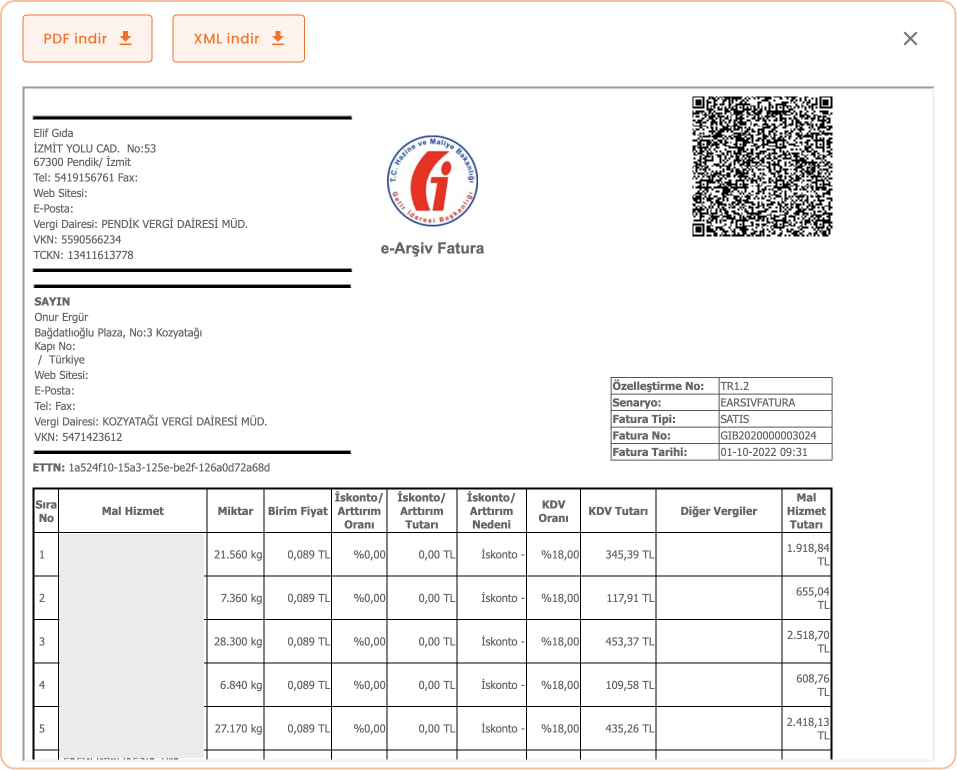 PDF indir
XML indir
Elif Gıda
İZMİT YOLU CAD. No:53
67300 Pendik/ İzmit
Tel: 5419156761 Fax:
Web Sitesi:
E-Posta:
Vergi Dairesi: PENDİK VERGİ DAİRESİ MÜD.
VKN: 5590566234
TCKN: 13411613778
T.C. Hazine ve Maliye Bakanlığı
Gelir İdaresi Başkanlığı
e-Arşiv Fatura
SAYIN
Onur Ergür
Bağdatlıoğlu Plaza, No:3 Kozyatağı
Kapı No:
/ Türkiye
Web Sitesi:
E-Posta:
Tel: Fax:
Vergi Dairesi: KOZYATAĞI VERGİ DAİRESİ MÜD.
VKN: 5471423612
Özelleştirme No: TR1.2
Senaryo: EARSIVFATURA
Fatura Tipi: SATIS
Fatura No: GIB2020000003024
Fatura Tarihi: 01-10-2022 09:31
ETTN: 1a524f10-15a3-125e-be2f-126a0d72a68d
Sıra No Mal Hizmet Miktar Birim Fiyat İskonto/ Arttırım Oranı İskonto/ Arttırım Tutarı İskonto/ Arttırım Nedeni KDV Oranı KDV Tutarı Diğer Vergiler Mal Hizmet Tutarı
1 21.560 kg 0,089 TL %0,00 0,00 TL İskonto - %18,00 345,39 TL 1.918,84 TL
2 7.360 kg 0,089 TL %0,00 0,00 TL İskonto - %18,00 117,91 TL 655,04 TL
3 28.300 kg 0,089 TL %0,00 0,00 TL İskonto - %18,00 453,37 TL 2.518,70 TL
4 6.840 kg 0,089 TL %0,00 0,00 TL İskonto - %18,00 109,58 TL 608,76 TL
5 27.170 kg 0,089 TL %0,00 0,00 TL İskonto - %18,00 435,26 TL 2.418,13 TL